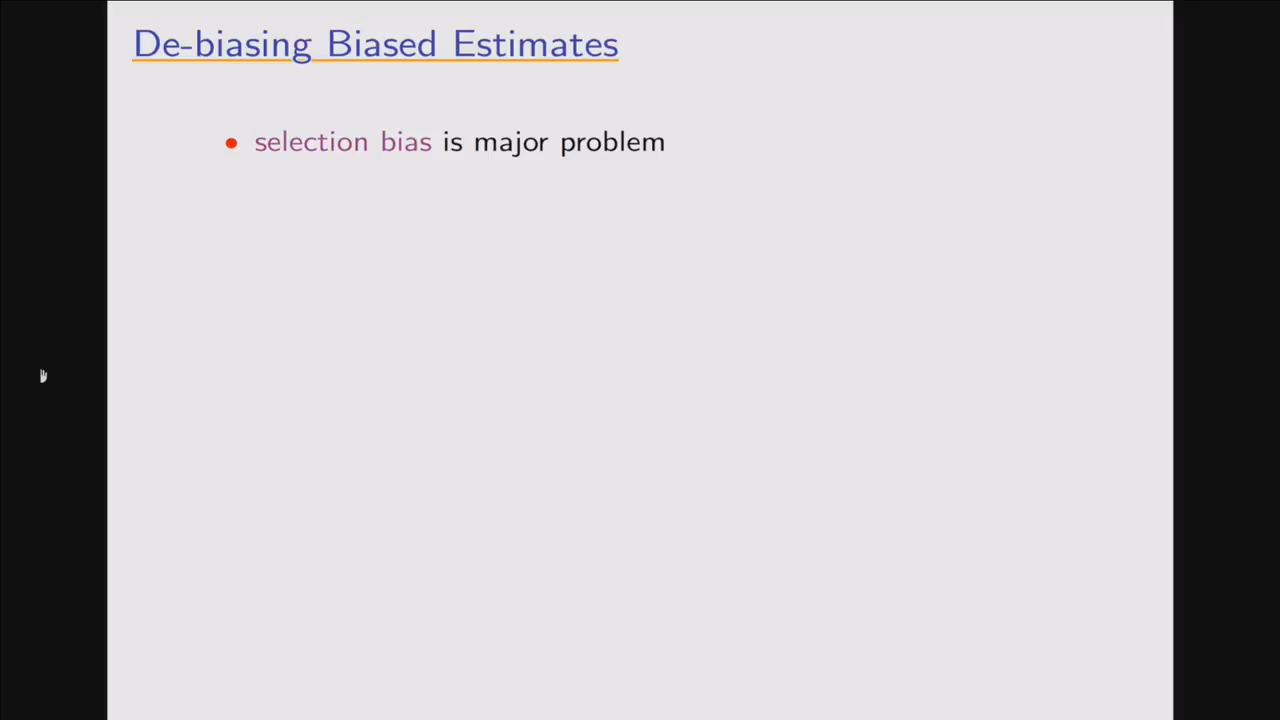 De-biasing Biased Estimates
• selection bias is major problem